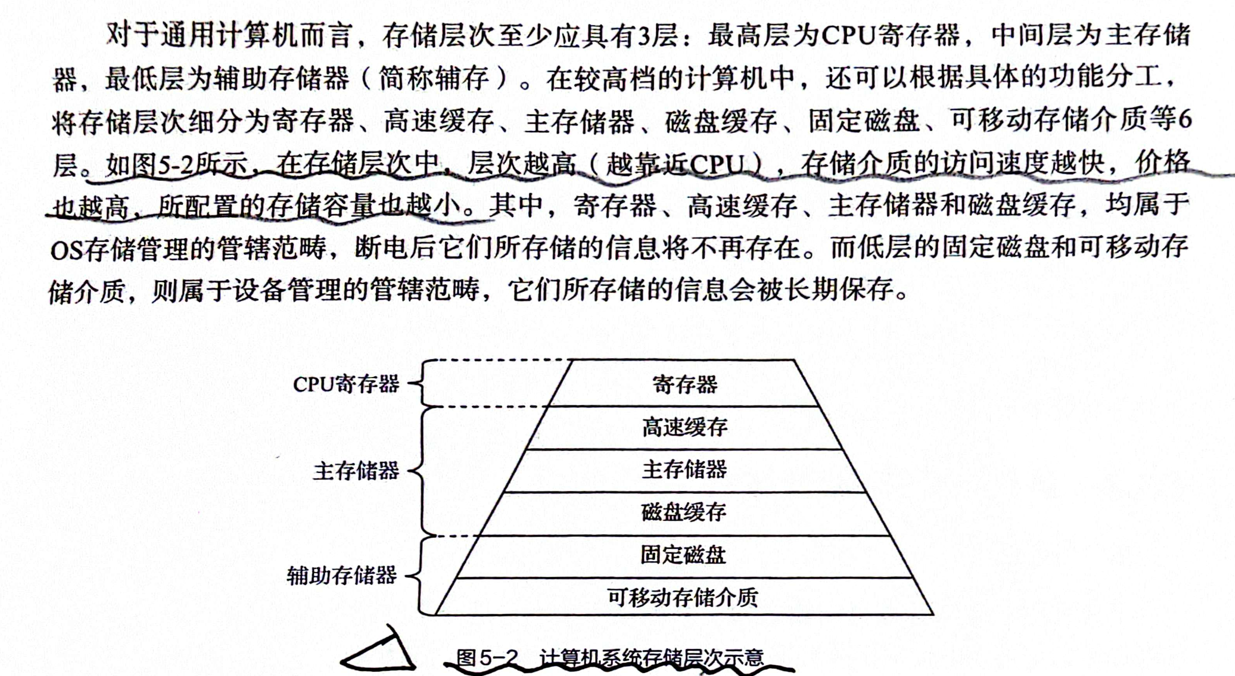 对于通用计算机而言，存储层次至少应具有3层：最高层为CPU寄存器，中间层为主存储
器，最低层为辅助存储器（简称辅存）。在较高档的计算机中，还可以根据具体的功能分工，
将存储层次细分为寄存器、高速缓存、主存储器、磁盘缓存、固定磁盘、可移动存储介质等6
层。如图5-2所示，在存储层次中，层次越高（越靠近CPU），存储介质的访问速度越快，价格
也越高，所配置的存储容量也越小。其中，寄存器、高速缓存、主存储器和磁盘缓存，均属于
OS存储管理的管辖范畴，断电后它们所存储的信息将不再存在。而低层的固定磁盘和可移动存
储介质，则属于设备管理的管辖范畴，它们所存储的信息会被长期保存。
CPU寄存器
寄存器
高速缓存
主存储器
主存储器
磁盘缓存
固定磁盘
辅助存储器
可移动存储介质
图5-2 计算机系统存储层次示意